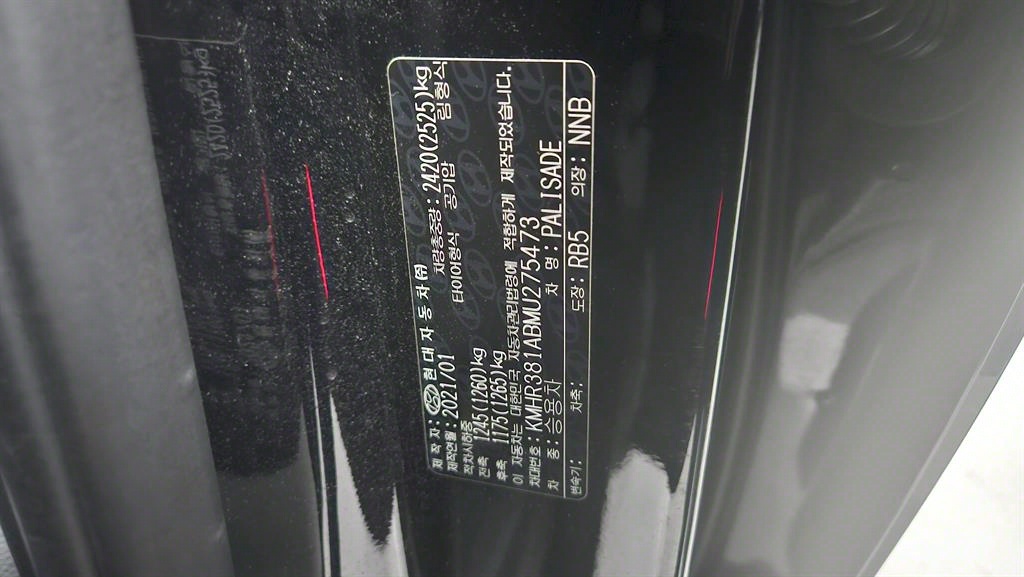 제 작 자: 현대자동차(주)
제작연월: 2021/01 차량총중량: 2420(2525)kg
적차시하중 타이어형식 공기압 림형식
전축 1245(1260)kg
후축 1175(1265)kg
이 자동차는 대한민국 자동차관리법령에 적합하게 제작되었습니다.
차대번호: KMHR381ABMU275473
차 종: 승용차 차 명: PALISADE
변속기: 차축: 도장: RB5 외장: NNB